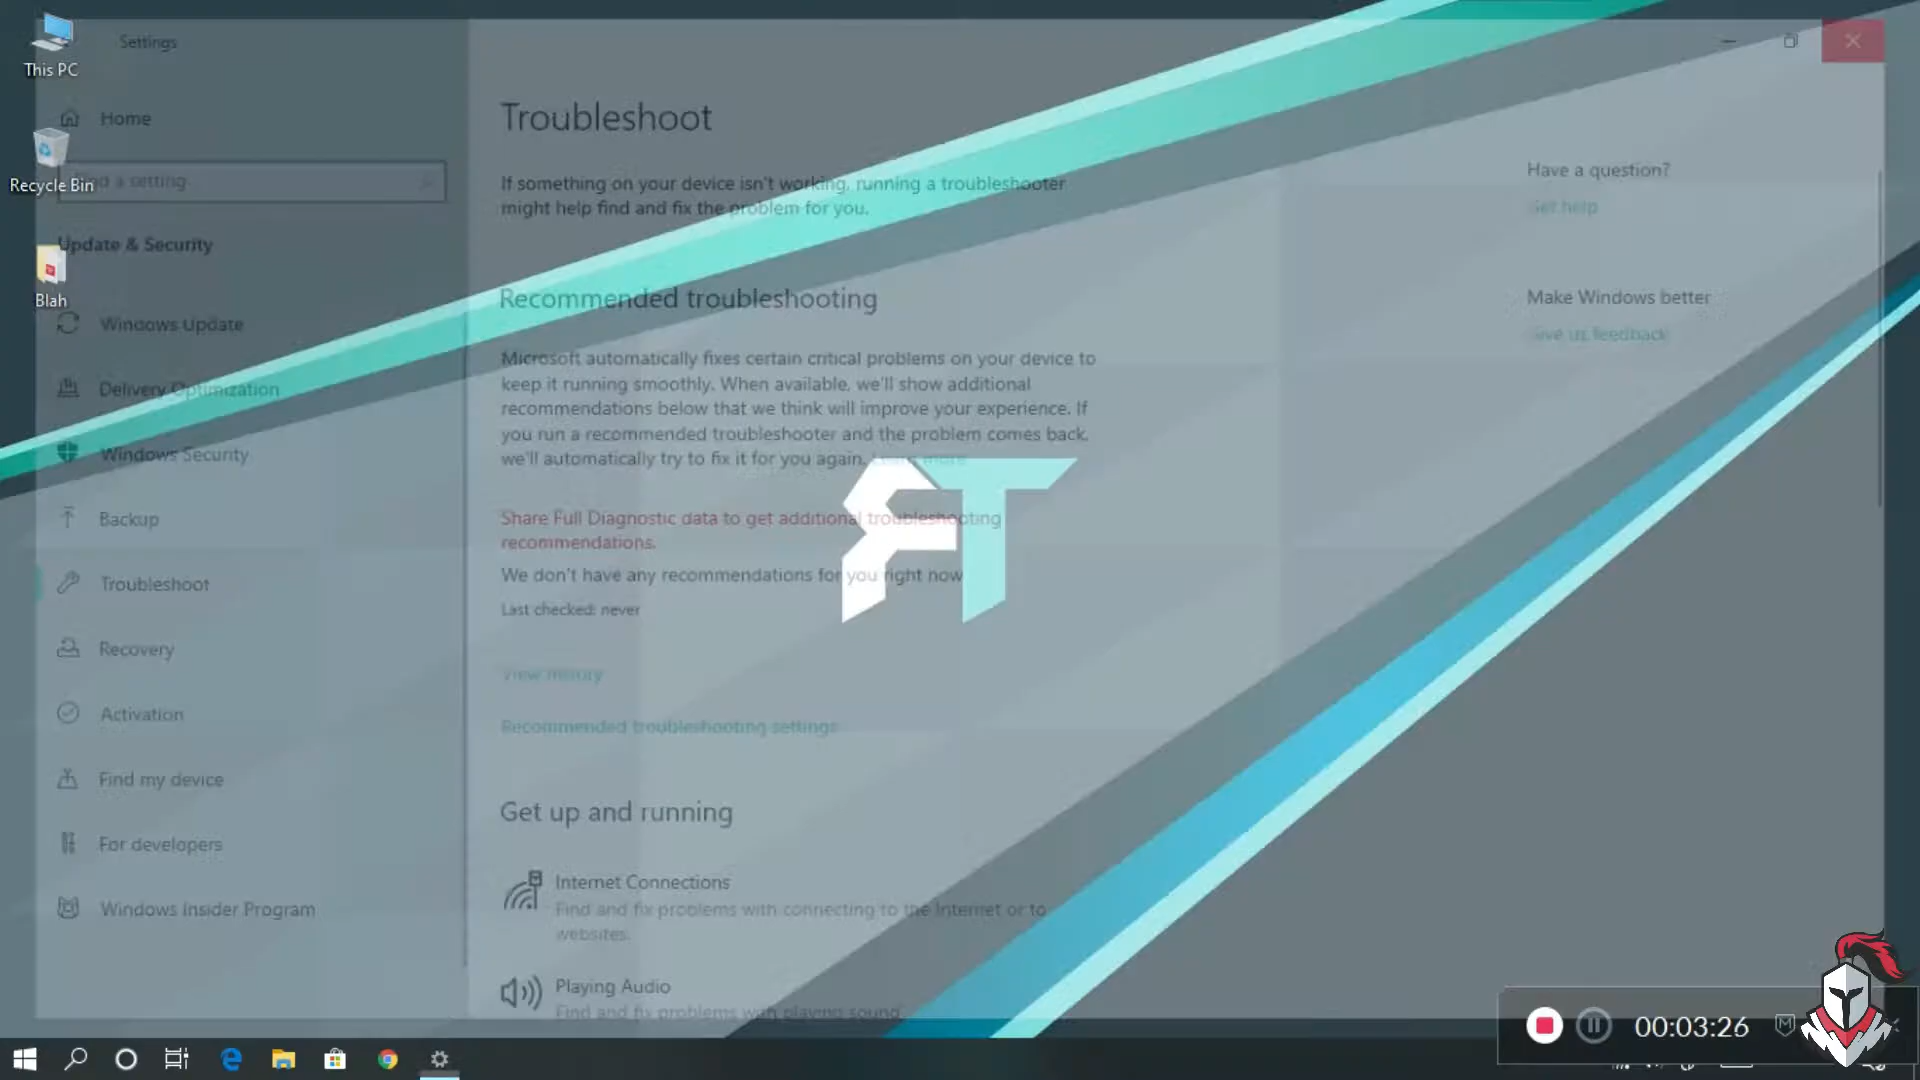 Settings
This PC
Home
Find a setting
Recycle Bin
Update & Security
Blah
Windows Update
Delivery Optimization
Windows Security
Backup
Troubleshoot
Recovery
Activation
Find my device
For developers
Windows Insider Program
Troubleshoot
If something on your device isn't working, running a troubleshooter
might help find and fix the problem for you.
Recommended troubleshooting
Microsoft automatically fixes certain critical problems on your device to
keep it running smoothly. When available, we'll show additional
recommendations below that we think will improve your experience. If
you run a recommended troubleshooter and the problem comes back,
we'll automatically try to fix it for you again. Learn more
Share Full Diagnostic data to get additional troubleshooting
recommendations.
We don't have any recommendations for you right now
Last checked: never
View history
Recommended troubleshooting settings
Get up and running
Internet Connections
Find and fix problems with connecting to the Internet or to
websites.
Playing Audio
Find and fix problems with playing sound.
Have a question?
Get help
Make Windows better
Give us feedback
RT
00:03:26